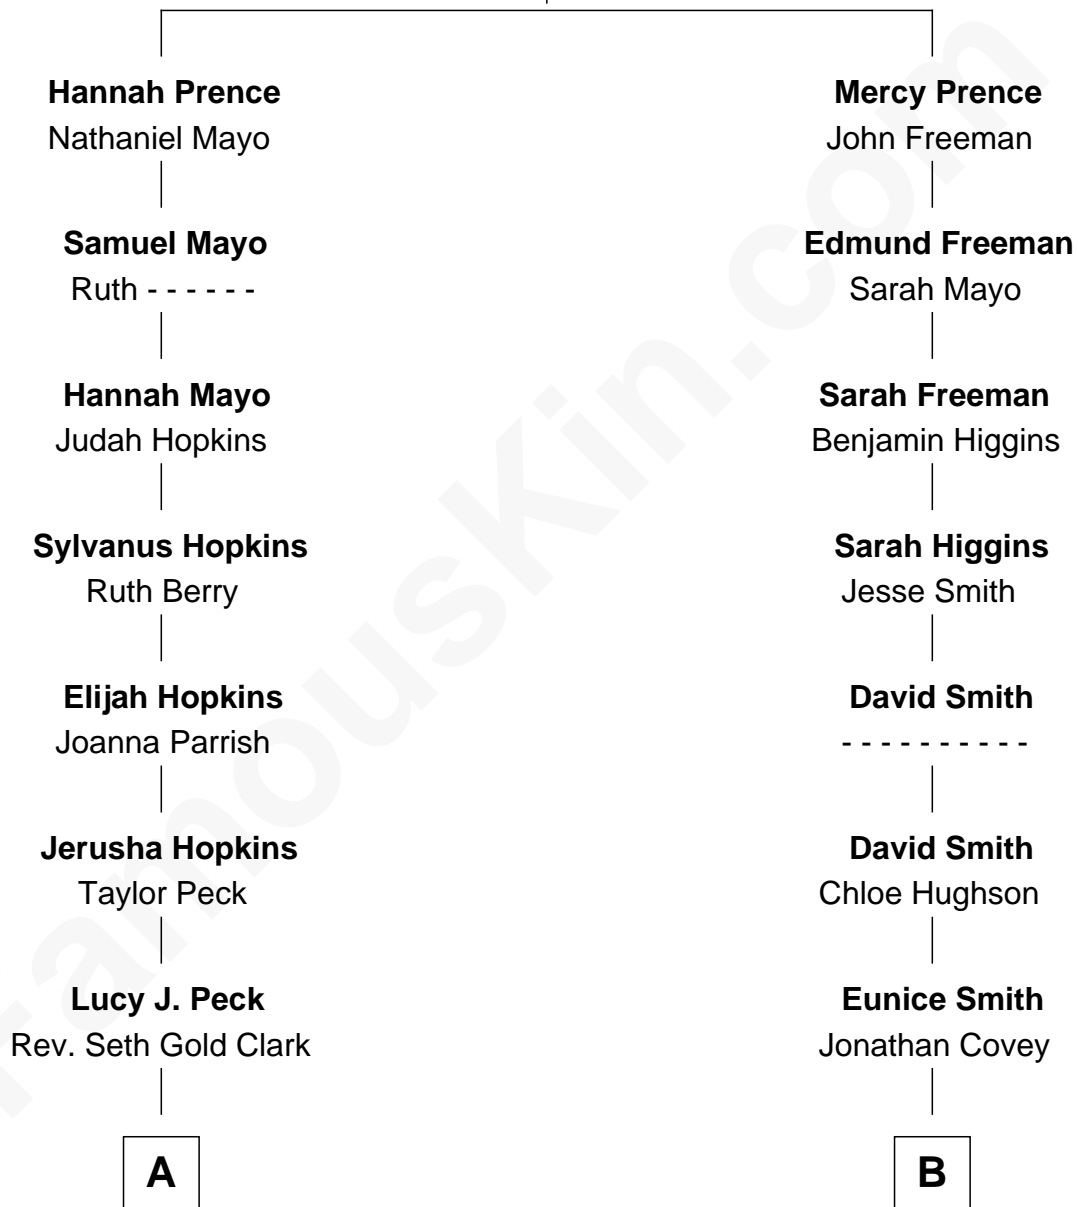 Hannah Prence
Nathaniel Mayo
Samuel Mayo
Ruth - - - - - -
Hannah Mayo
Judah Hopkins
Sylvanus Hopkins
Ruth Berry
Elijah Hopkins
Joanna Parrish
Jerusha Hopkins
Taylor Peck
Lucy J. Peck
Rev. Seth Gold Clark
A
Mercy Prence
John Freeman
Edmund Freeman
Sarah Mayo
Sarah Freeman
Benjamin Higgins
Sarah Higgins
Jesse Smith
David Smith
- - - - - - - - - -
David Smith
Chloe Hughson
Eunice Smith
Jonathan Covey
B
FamousKin.com